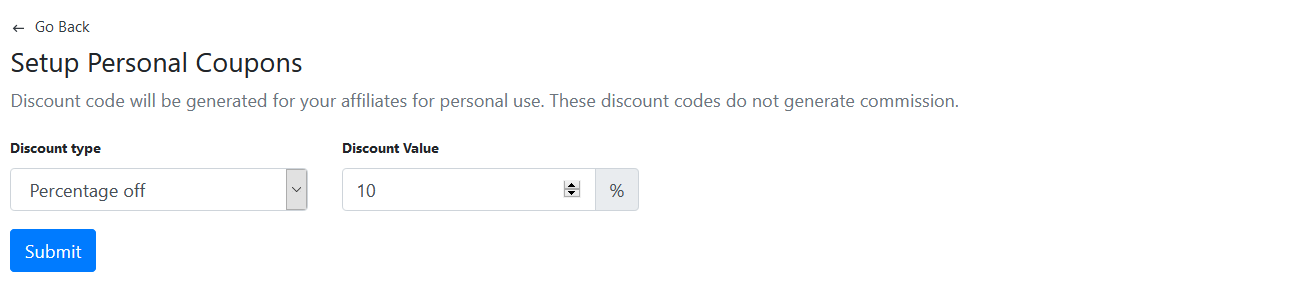 ← Go Back
Setup Personal Coupons
Discount code will be generated for your affiliates for personal use. These discount codes do not generate commission.
Discount type Discount Value
Percentage off 10 %
Submit